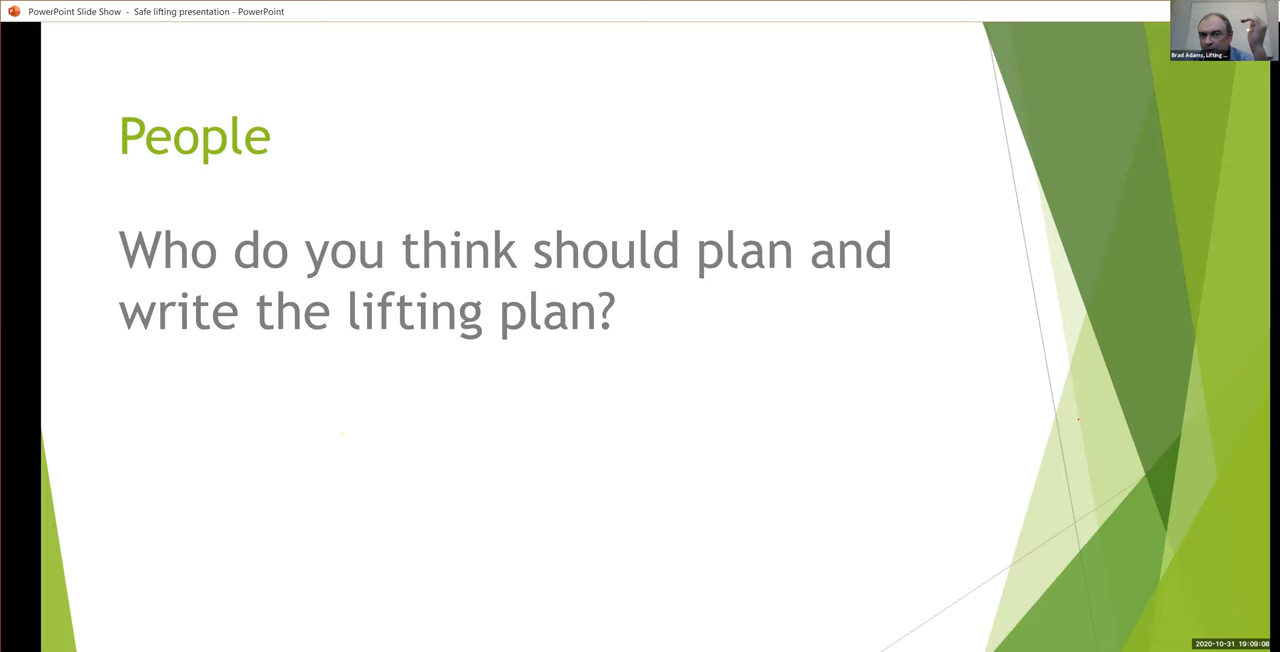 PowerPoint Slide Show - Safe lifting presentation - PowerPoint
Brad Adams, Lifting ...
People
Who do you think should plan and
write the lifting plan?
2020-10-31 19:09:08